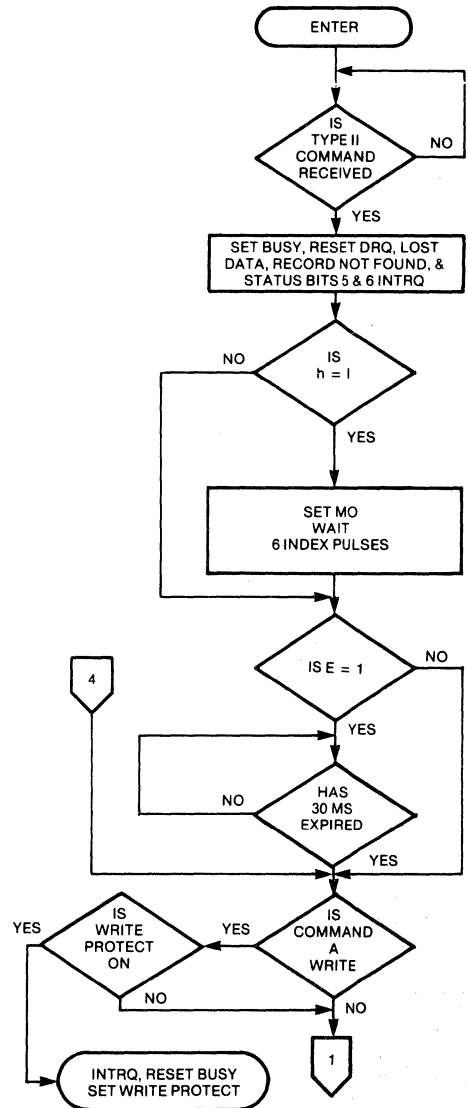 ENTER
IS
TYPE II
COMMAND
RECEIVED
NO
YES
SET BUSY, RESET DRQ, LOST
DATA, RECORD NOT FOUND, &
STATUS BITS 5 & 6 INTRQ
NO
IS
h = I
YES
SET MO
WAIT
6 INDEX PULSES
IS E = 1
NO
4
YES
HAS
30 MS
EXPIRED
NO
YES
YES
IS
WRITE
PROTECT
ON
YES
IS
COMMAND
A
WRITE
NO
NO
1
INTRQ, RESET BUSY
SET WRITE PROTECT